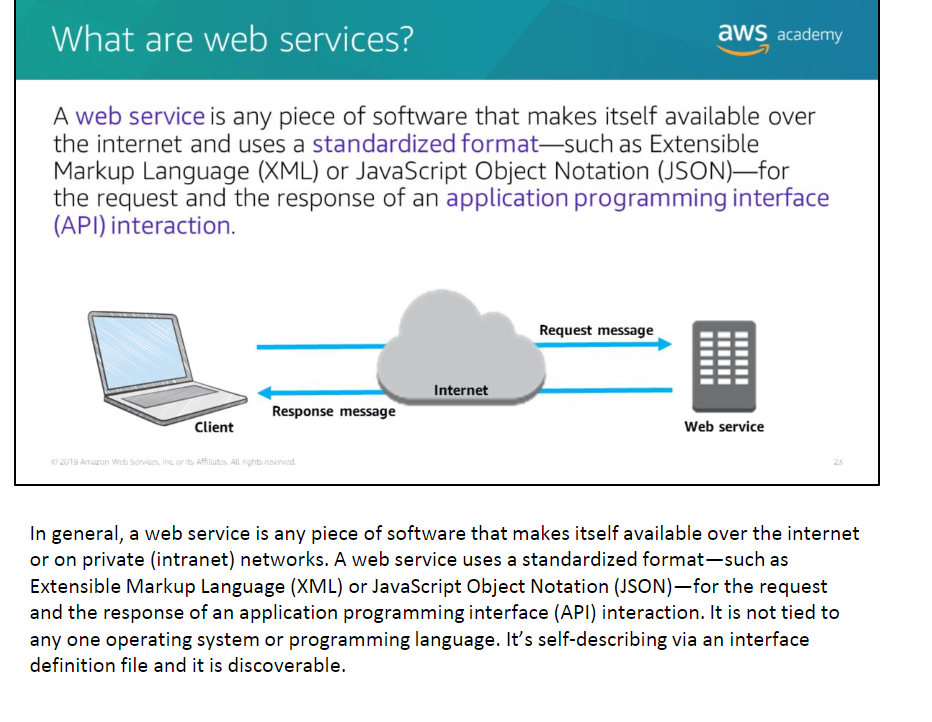 What are web services?
aws academy
A web service is any piece of software that makes itself available over
the internet and uses a standardized format—such as Extensible
Markup Language (XML) or JavaScript Object Notation (JSON)—for
the request and the response of an application programming interface
(API) interaction.
Request message
Internet
Response message
Client
Web service
© 2019 Amazon Web Services, Inc. or its Affiliates. All rights reserved.
In general, a web service is any piece of software that makes itself available over the internet
or on private (intranet) networks. A web service uses a standardized format—such as
Extensible Markup Language (XML) or JavaScript Object Notation (JSON)—for the request
and the response of an application programming interface (API) interaction. It is not tied to
any one operating system or programming language. It’s self-describing via an interface
definition file and it is discoverable.